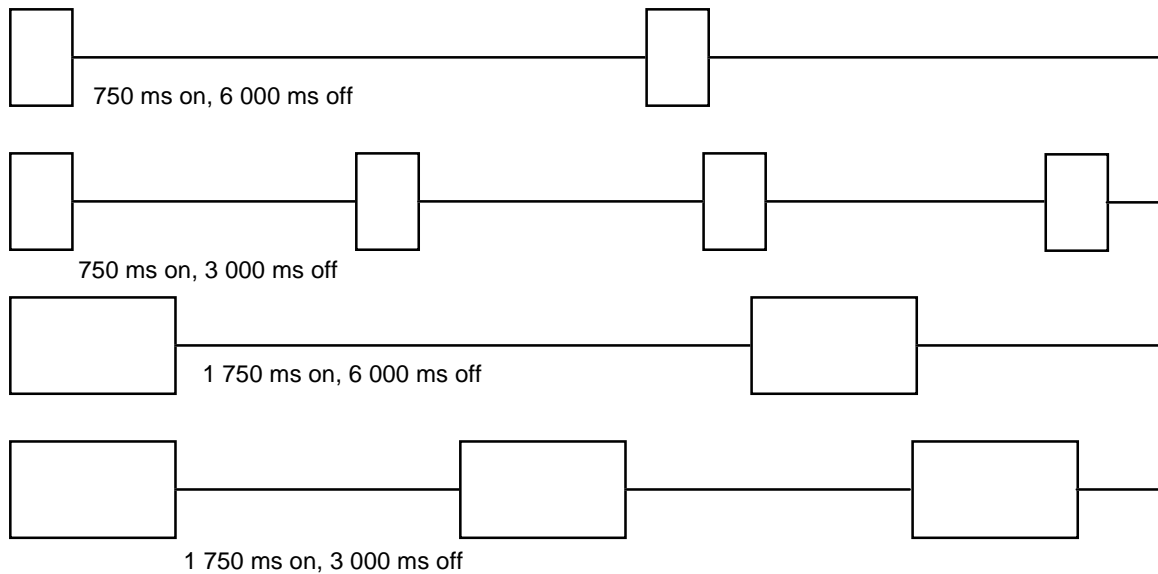 750 ms on, 6 000 ms off
750 ms on, 3 000 ms off
1 750 ms on, 6 000 ms off
1 750 ms on, 3 000 ms off